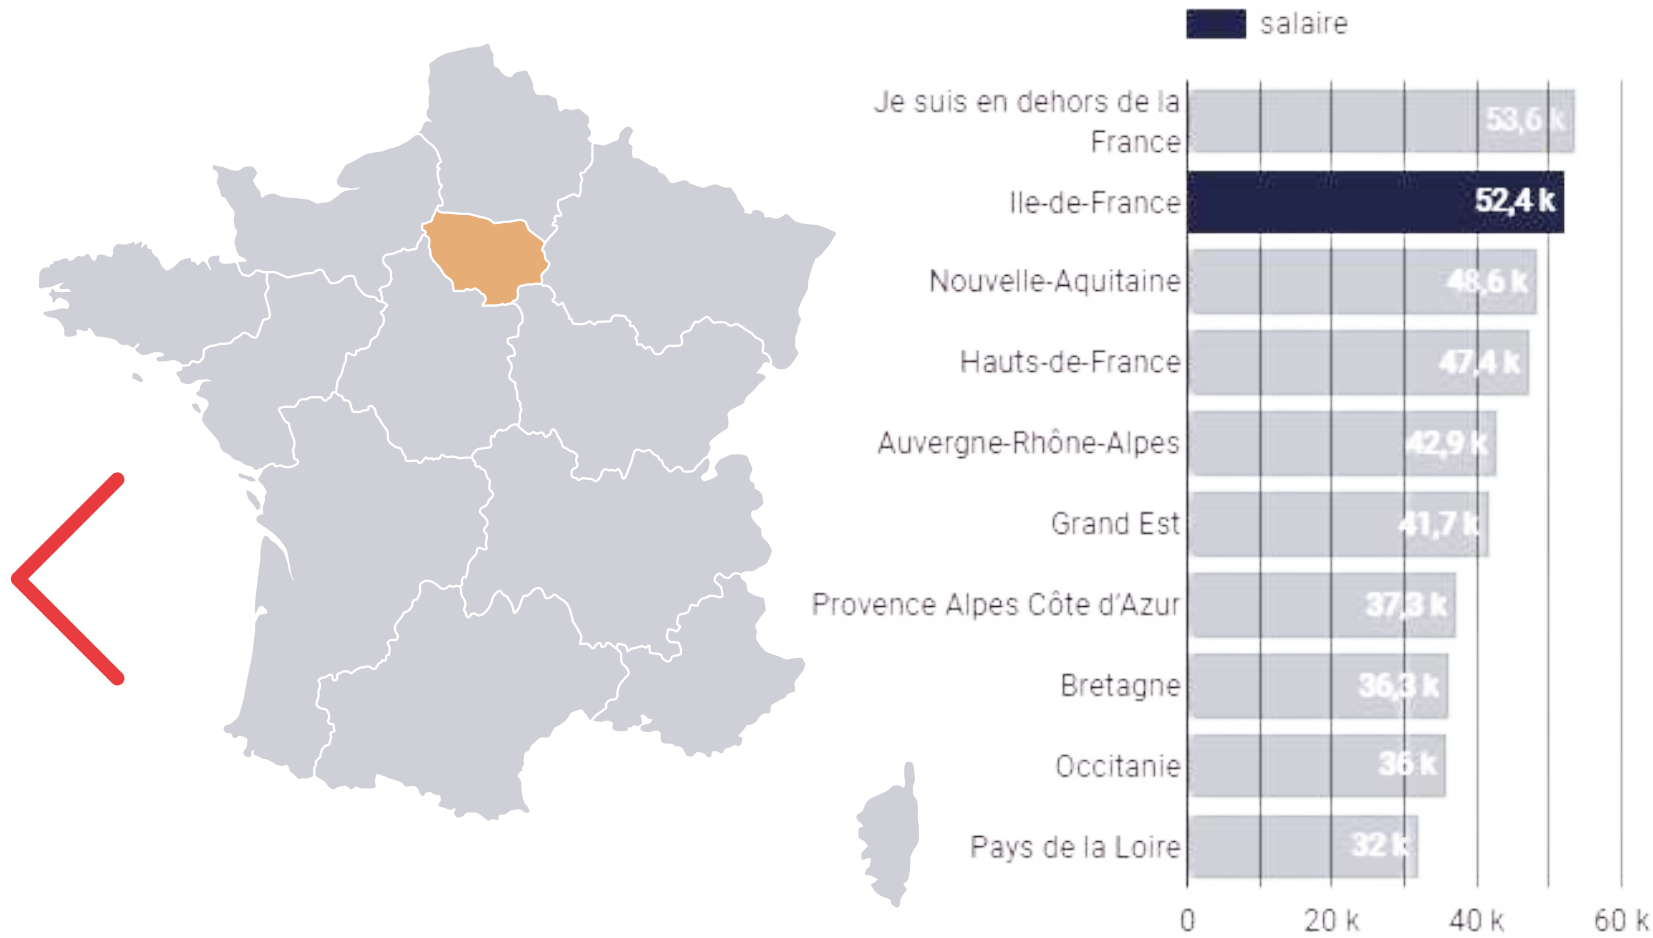 salaire
Je suis en dehors de la
France
53,6 k
Ile-de-France
52,4 k
Nouvelle-Aquitaine
48,6 k
Hauts-de-France
47,4 k
Auvergne-Rhône-Alpes
42,9 k
Grand Est
41,7 k
Provence Alpes Côte d'Azur
37,3 k
Bretagne
36,3 k
Occitanie
36 k
Pays de la Loire
32 k
0 20 k 40 k 60 k